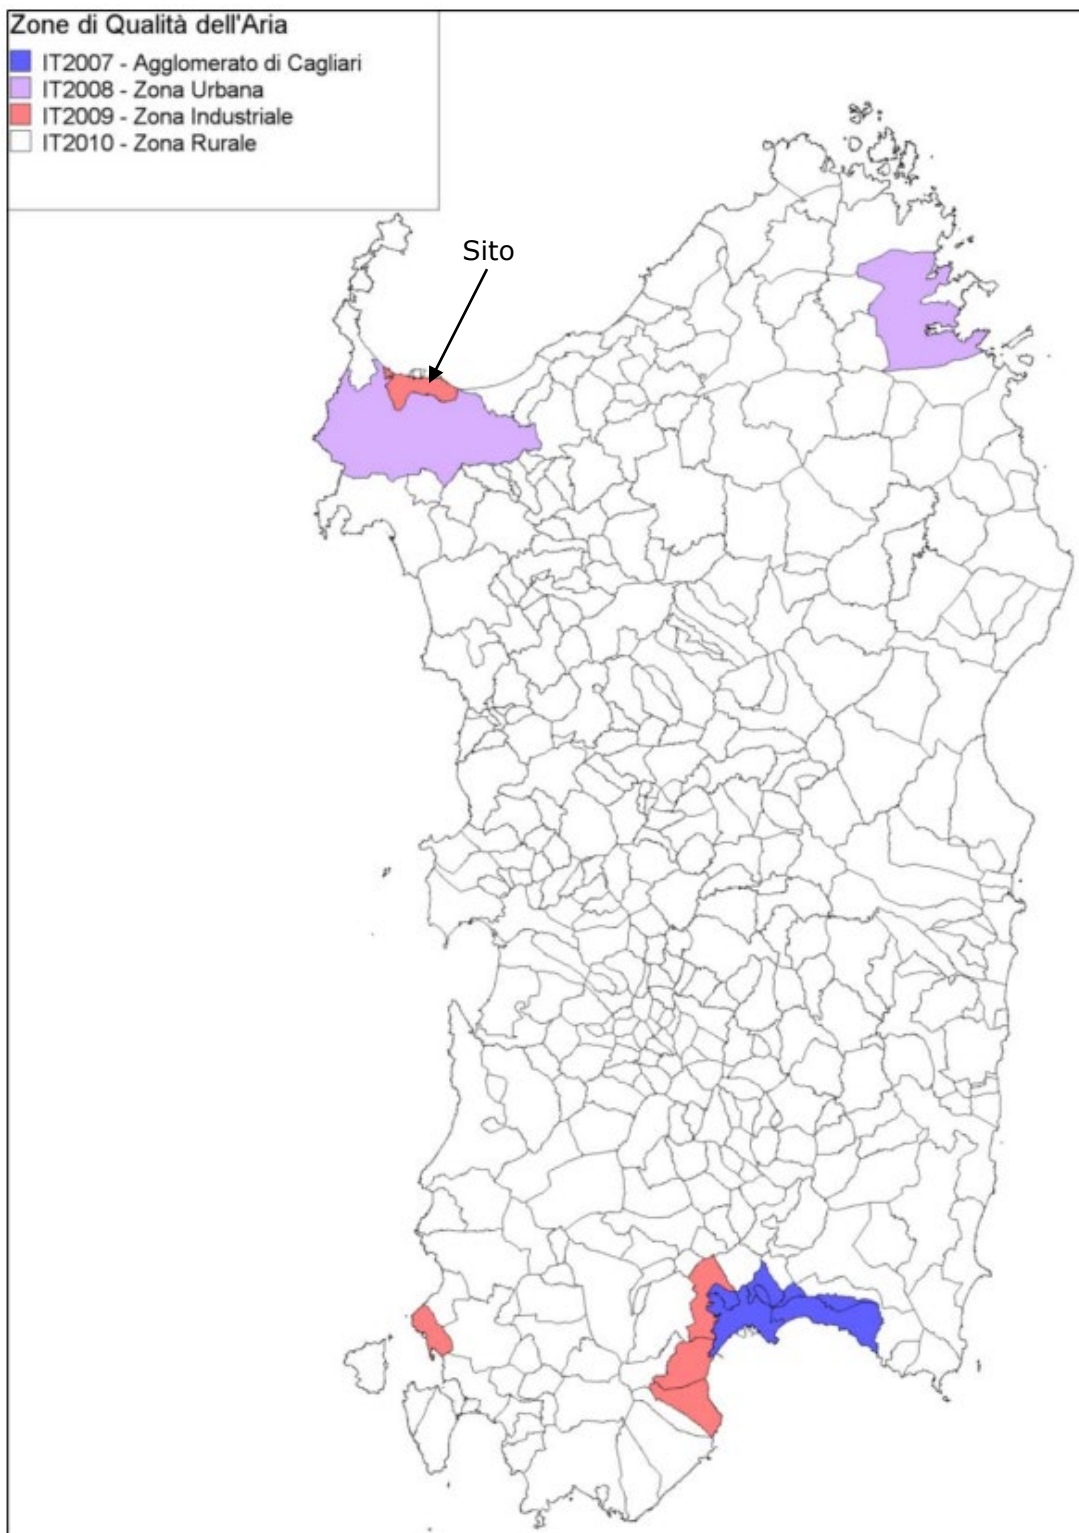 Zone di Qualità dell'Aria
IT2007 - Agglomerato di Cagliari
IT2008 - Zona Urbana
IT2009 - Zona Industriale
IT2010 - Zona Rurale
Sito